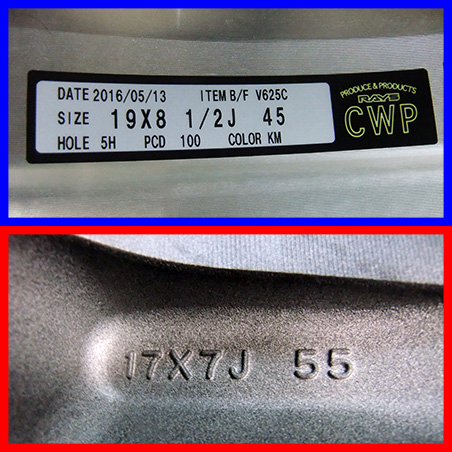 DATE 2016/05/13 ITEM B/F V625C
SIZE 19X8 1/2J 45
HOLE 5H PCD 100 COLOR KM
PRODUCE & PRODUCTS
RAYS
CWP
17X7J 55